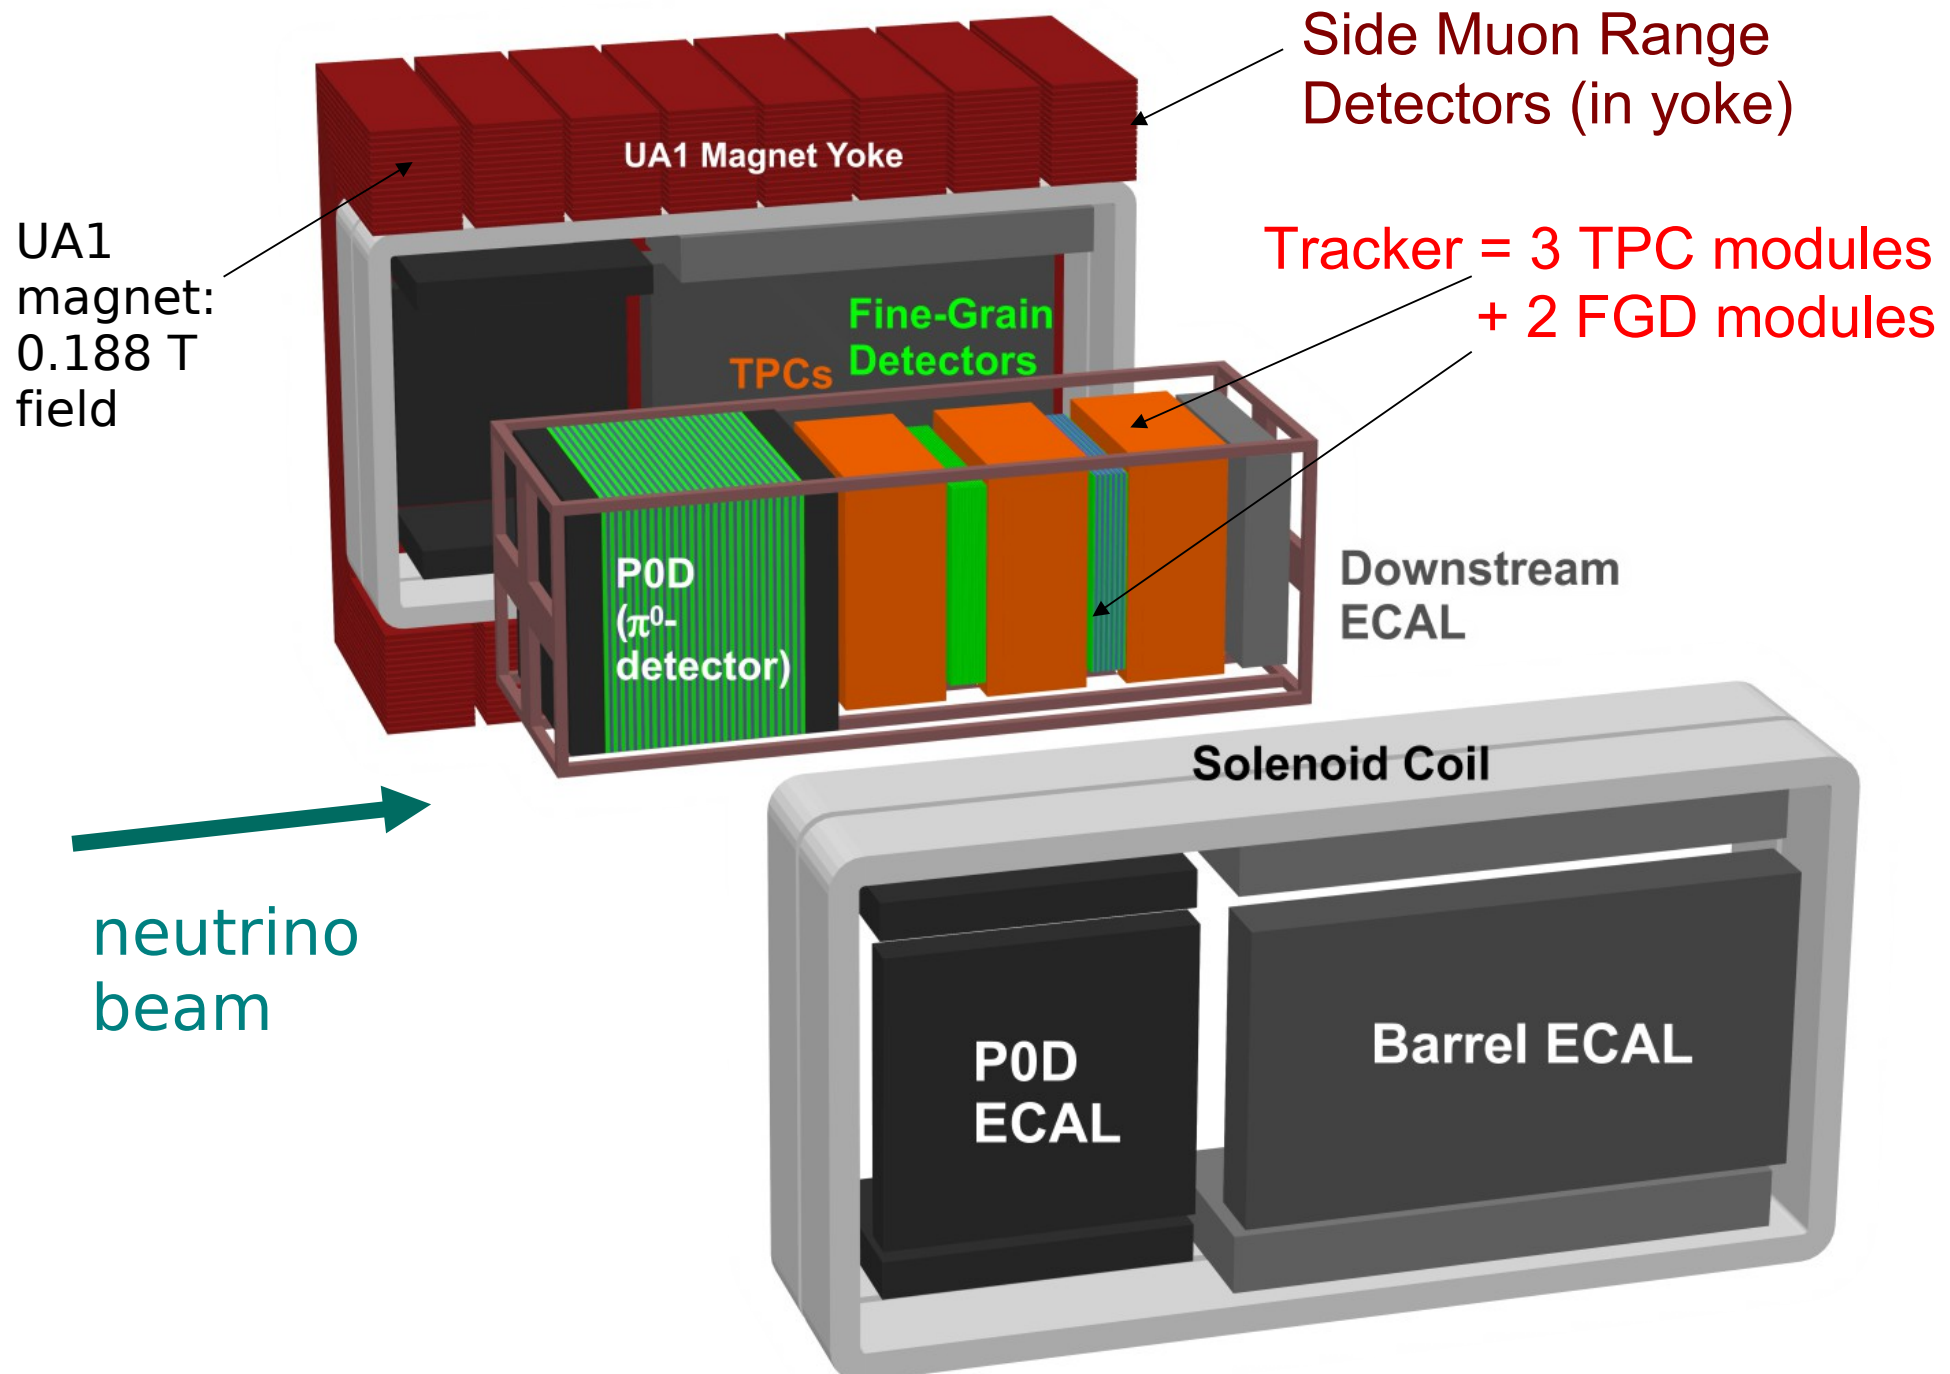 Side Muon Range
Detectors (in yoke)
UA1 Magnet Yoke
UA1
magnet:
0.188 T
field
Tracker = 3 TPC modules
+ 2 FGD modules
Fine-Grain
Detectors
TPCs
P0D
(π⁰-
detector)
Downstream
ECAL
Solenoid Coil
neutrino
beam
P0D
ECAL
Barrel ECAL